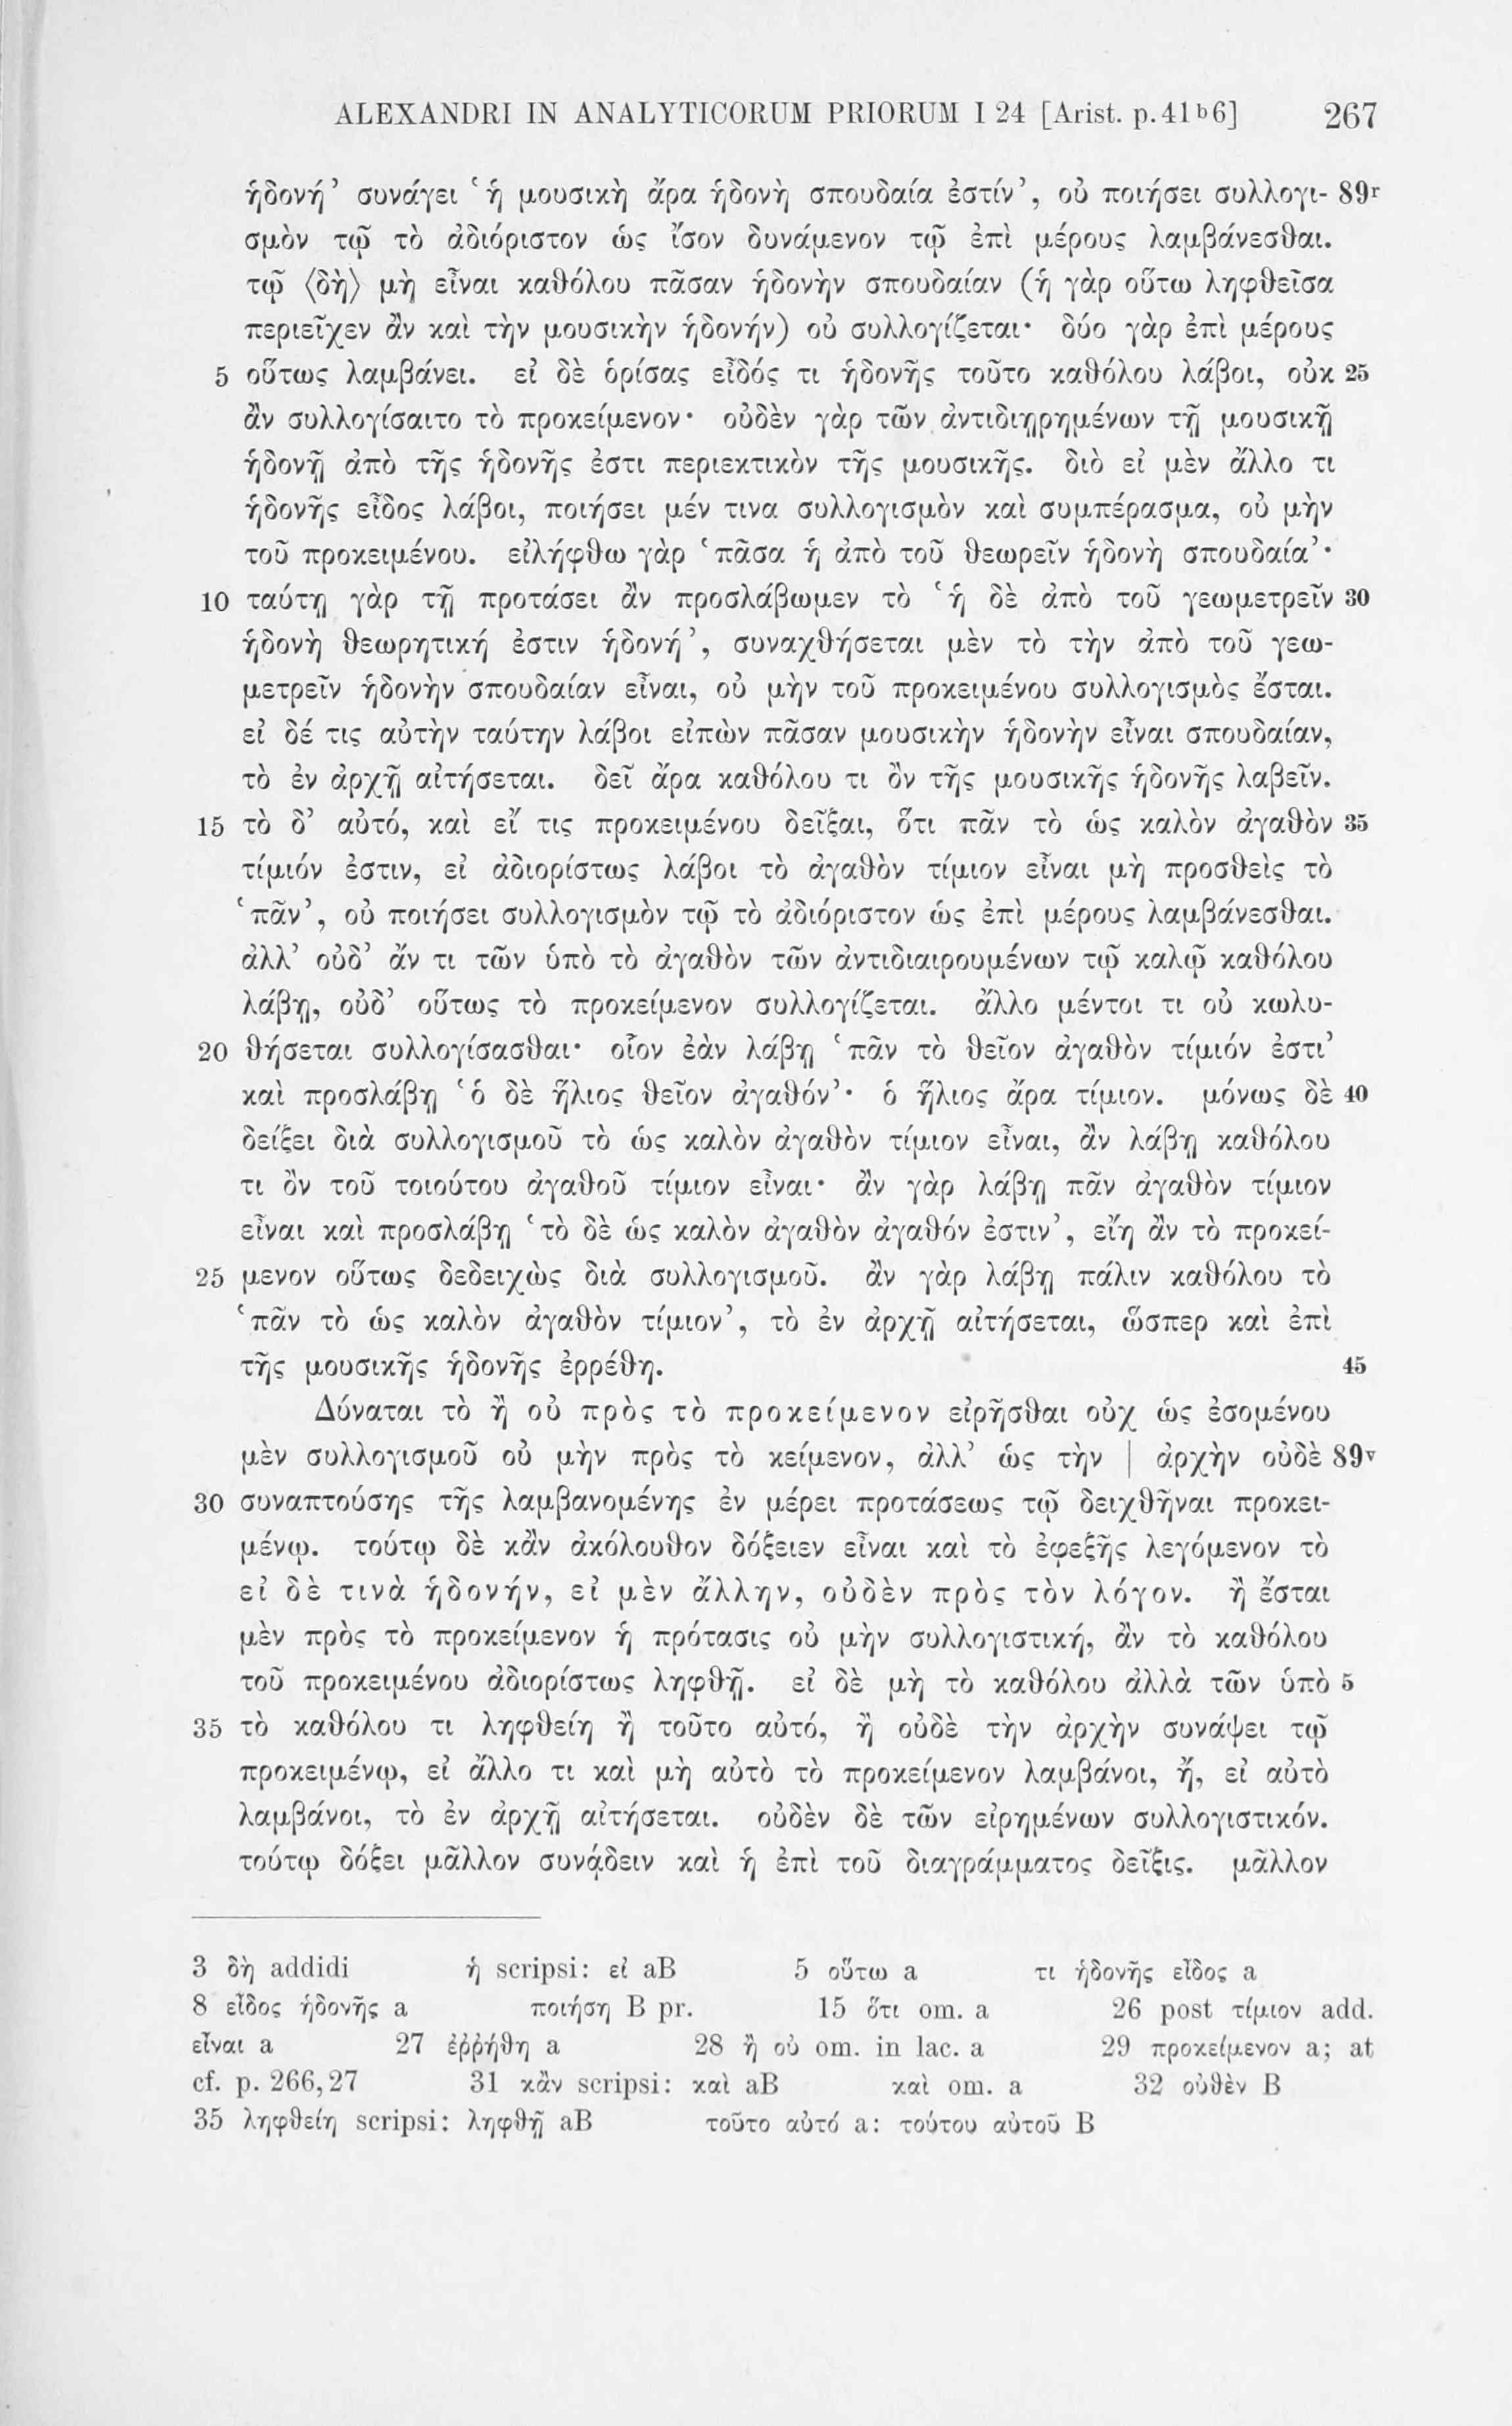 ALEXANDRI IN ANALYTICORUM PRIORUM I 24 [Arist. p. 41 b 6] 267
ἡδονή’ συνάγει ‘ἡ μουσικὴ ἄρα ἡδονὴ σπουδαία ἐστίν’, οὐ ποιήσει συλλογι- 89r
σμὸν τῷ τὸ ἀδιόριστον ὡς ἴσον δυνάμενον τῷ ἐπὶ μέρους λαμβάνεσθαι.
τῷ ⟨δὴ⟩ μὴ εἶναι καθόλου πᾶσαν ἡδονὴν σπουδαίαν (ἡ γὰρ οὕτω ληφθεῖσα
περιεῖχεν ἂν καὶ τὴν μουσικὴν ἡδονήν) οὐ συλλογίζεται· δύο γὰρ ἐπὶ μέρους
5 οὕτως λαμβάνει. εἰ δὲ ὁρίσας εἶδός τι ἡδονῆς τοῦτο καθόλου λάβοι, οὐκ 25
ἂν συλλογίσαιτο τὸ προκείμενον· οὐδὲν γὰρ τῶν ἀντιδιῃρημένων τῇ μουσικῇ
ἡδονῇ ἀπὸ τῆς ἡδονῆς ἐστι περιεκτικὸν τῆς μουσικῆς. διὸ εἰ μὲν ἄλλο τι
ἡδονῆς εἶδος λάβοι, ποιήσει μέν τινα συλλογισμὸν καὶ συμπέρασμα, οὐ μὴν
τοῦ προκειμένου. εἰλήφθω γὰρ ‘πᾶσα ἡ ἀπὸ τοῦ θεωρεῖν ἡδονὴ σπουδαία’·
10 ταύτῃ γὰρ τῇ προτάσει ἂν προσλάβωμεν τὸ ‘ἡ δὲ ἀπὸ τοῦ γεωμετρεῖν 30
ἡδονὴ θεωρητική ἐστιν ἡδονή’, συναχθήσεται μὲν τὸ τὴν ἀπὸ τοῦ γεω-
μετρεῖν ἡδονὴν σπουδαίαν εἶναι, οὐ μὴν τοῦ προκειμένου συλλογισμὸς ἔσται.
εἰ δέ τις αὐτὴν ταύτην λάβοι εἰπὼν πᾶσαν μουσικὴν ἡδονὴν εἶναι σπουδαίαν,
τὸ ἐν ἀρχῇ αἰτήσεται. δεῖ ἄρα καθόλου τι ὂν τῆς μουσικῆς ἡδονῆς λαβεῖν.
15 τὸ δ’ αὐτό, καὶ εἴ τις προκειμένου δεῖξαι, ὅτι πᾶν τὸ ὡς καλὸν ἀγαθὸν 35
τίμιόν ἐστιν, εἰ ἀδιορίστως λάβοι τὸ ἀγαθὸν τίμιον εἶναι μὴ προσθεὶς τὸ
‘πᾶν’, οὐ ποιήσει συλλογισμὸν τῷ τὸ ἀδιόριστον ὡς ἐπὶ μέρους λαμβάνεσθαι.
ἀλλ’ οὐδ’ ἄν τι τῶν ὑπὸ τὸ ἀγαθὸν τῶν ἀντιδιαιρουμένων τῷ καλῷ καθόλου
λάβῃ, οὐδ’ οὕτως τὸ προκείμενον συλλογίζεται. ἄλλο μέντοι τι οὐ κωλυ-
20 θήσεται συλλογίσασθαι· οἷον ἐὰν λάβῃ ‘πᾶν τὸ θεῖον ἀγαθὸν τίμιόν ἐστι’
καὶ προσλάβῃ ‘ὁ δὲ ἥλιος θεῖον ἀγαθόν’· ὁ ἥλιος ἄρα τίμιον. μόνως δὲ 40
δείξει διὰ συλλογισμοῦ τὸ ὡς καλὸν ἀγαθὸν τίμιον εἶναι, ἂν λάβῃ καθόλου
τι ὂν τοῦ τοιούτου ἀγαθοῦ τίμιον εἶναι· ἂν γὰρ λάβῃ πᾶν ἀγαθὸν τίμιον
εἶναι καὶ προσλάβῃ ‘τὸ δὲ ὡς καλὸν ἀγαθὸν ἀγαθόν ἐστιν’, εἴη ἂν τὸ προκεί-
25 μενον οὕτως δεδειχὼς διὰ συλλογισμοῦ. ἂν γὰρ λάβῃ πάλιν καθόλου τὸ
‘πᾶν τὸ ὡς καλὸν ἀγαθὸν τίμιον’, τὸ ἐν ἀρχῇ αἰτήσεται, ὥσπερ καὶ ἐπὶ
τῆς μουσικῆς ἡδονῆς ἐρρέθη. 45
Δύναται τὸ ἢ οὐ πρὸς τὸ προκείμενον εἰρῆσθαι οὐχ ὡς ἐσομένου
μὲν συλλογισμοῦ οὐ μὴν πρὸς τὸ κείμενον, ἀλλ’ ὡς τὴν | ἀρχὴν οὐδὲ 89v
30 συναπτούσης τῆς λαμβανομένης ἐν μέρει προτάσεως τῷ δειχθῆναι προκει-
μένῳ. τούτῳ δὲ κἂν ἀκόλουθον δόξειεν εἶναι καὶ τὸ ἐφεξῆς λεγόμενον τὸ
εἰ δὲ τινὰ ἡδονήν, εἰ μὲν ἄλλην, οὐδὲν πρὸς τὸν λόγον. ἢ ἔσται
μὲν πρὸς τὸ προκείμενον ἡ πρότασις οὐ μὴν συλλογιστική, ἂν τὸ καθόλου
τοῦ προκειμένου ἀδιορίστως ληφθῇ. εἰ δὲ μὴ τὸ καθόλου ἀλλὰ τῶν ὑπὸ 5
35 τὸ καθόλου τι ληφθείη ἢ τοῦτο αὐτό, ἢ οὐδὲ τὴν ἀρχὴν συνάψει τῷ
προκειμένῳ, εἰ ἄλλο τι καὶ μὴ αὐτὸ τὸ προκείμενον λαμβάνοι, ἤ, εἰ αὐτὸ
λαμβάνοι, τὸ ἐν ἀρχῇ αἰτήσεται. οὐδὲν δὲ τῶν εἰρημένων συλλογιστικόν.
τούτῳ δόξει μᾶλλον συνᾴδειν καὶ ἡ ἐπὶ τοῦ διαγράμματος δεῖξις. μᾶλλον
3 δὴ addidi ἡ scripsi: εἰ aB 5 οὕτω a τι ἡδονῆς εἶδος a
8 εἶδος ἡδονῆς a ποιήσῃ B pr. 15 ὅτι om. a 26 post τίμιον add.
εἶναι a 27 ἐῤῥήθη a 28 ἢ οὐ om. in lac. a 29 προκείμενον a; at
cf. p. 266,27 31 κἂν scripsi: καὶ aB καὶ om. a 32 οὐθὲν B
35 ληφθείη scripsi: ληφθῇ aB τοῦτο αὐτό a: τούτου αὐτοῦ B